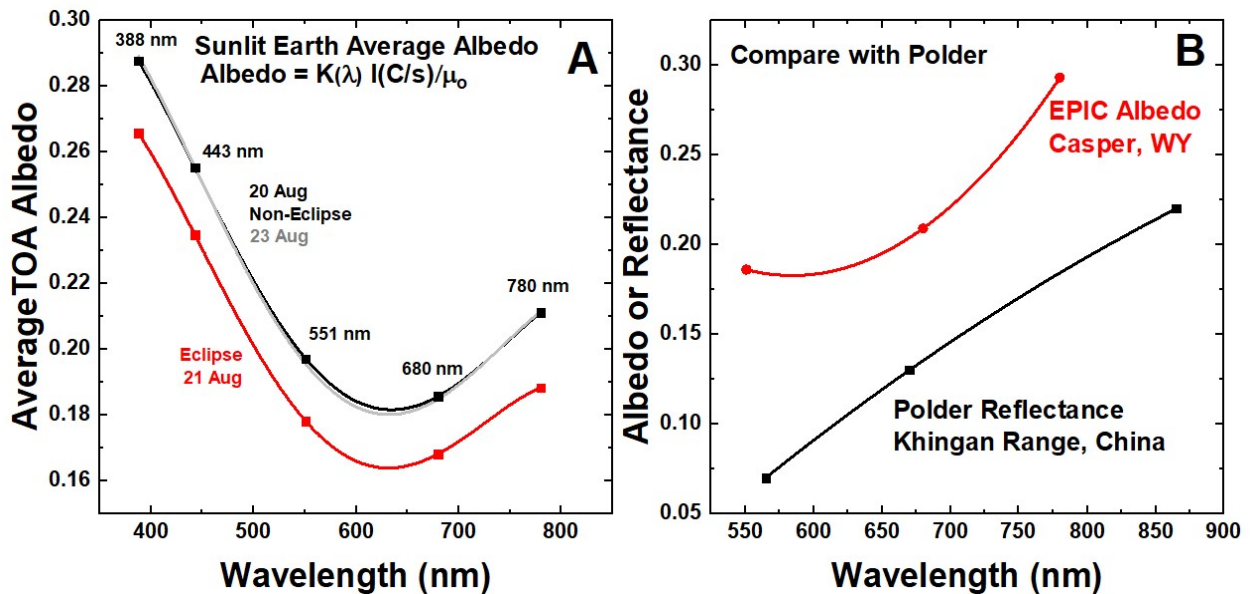 A
Sunlit Earth Average Albedo
Albedo = K(λ) I(C/s)/μo
388 nm
443 nm
20 Aug
Non-Eclipse
23 Aug
551 nm
680 nm
780 nm
Eclipse
21 Aug
AverageTOA Albedo
0.30
0.28
0.26
0.24
0.22
0.20
0.18
0.16
400 500 600 700 800
Wavelength (nm)
B
Compare with Polder
EPIC Albedo
Casper, WY
Polder Reflectance
Khingan Range, China
Albedo or Reflectance
0.30
0.25
0.20
0.15
0.10
0.05
550 600 650 700 750 800 850 900
Wavelength (nm)